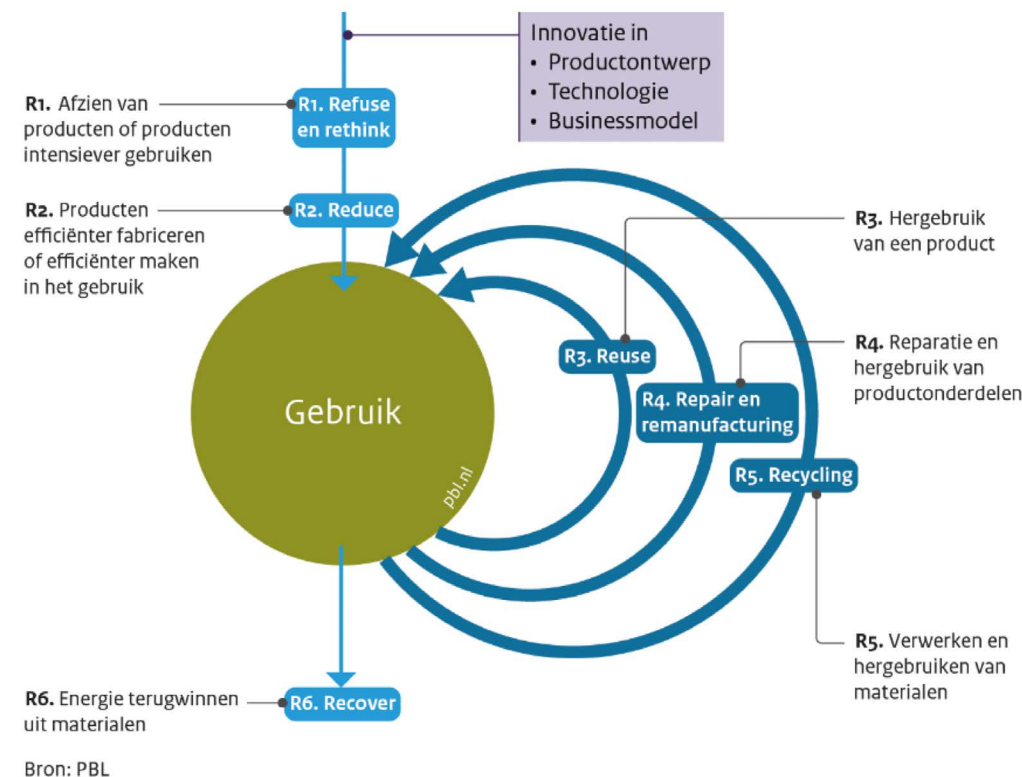 Innovatie in
• Productontwerp
• Technologie
• Businessmodel
R1. Afzien van
producten of producten
intensiever gebruiken
R1. Refuse
en rethink
R2. Producten
efficiënter fabriceren
of efficiënter maken
in het gebruik
R2. Reduce
R3. Hergebruik
van een product
R3. Reuse
R4. Reparatie en
hergebruik van
productonderdelen
R4. Repair en
remanufacturing
Gebruik
pbl.nl
R5. Recycling
R5. Verwerken en
hergebruiken van
materialen
R6. Energie terugwinnen
uit materialen
R6. Recover
Bron: PBL